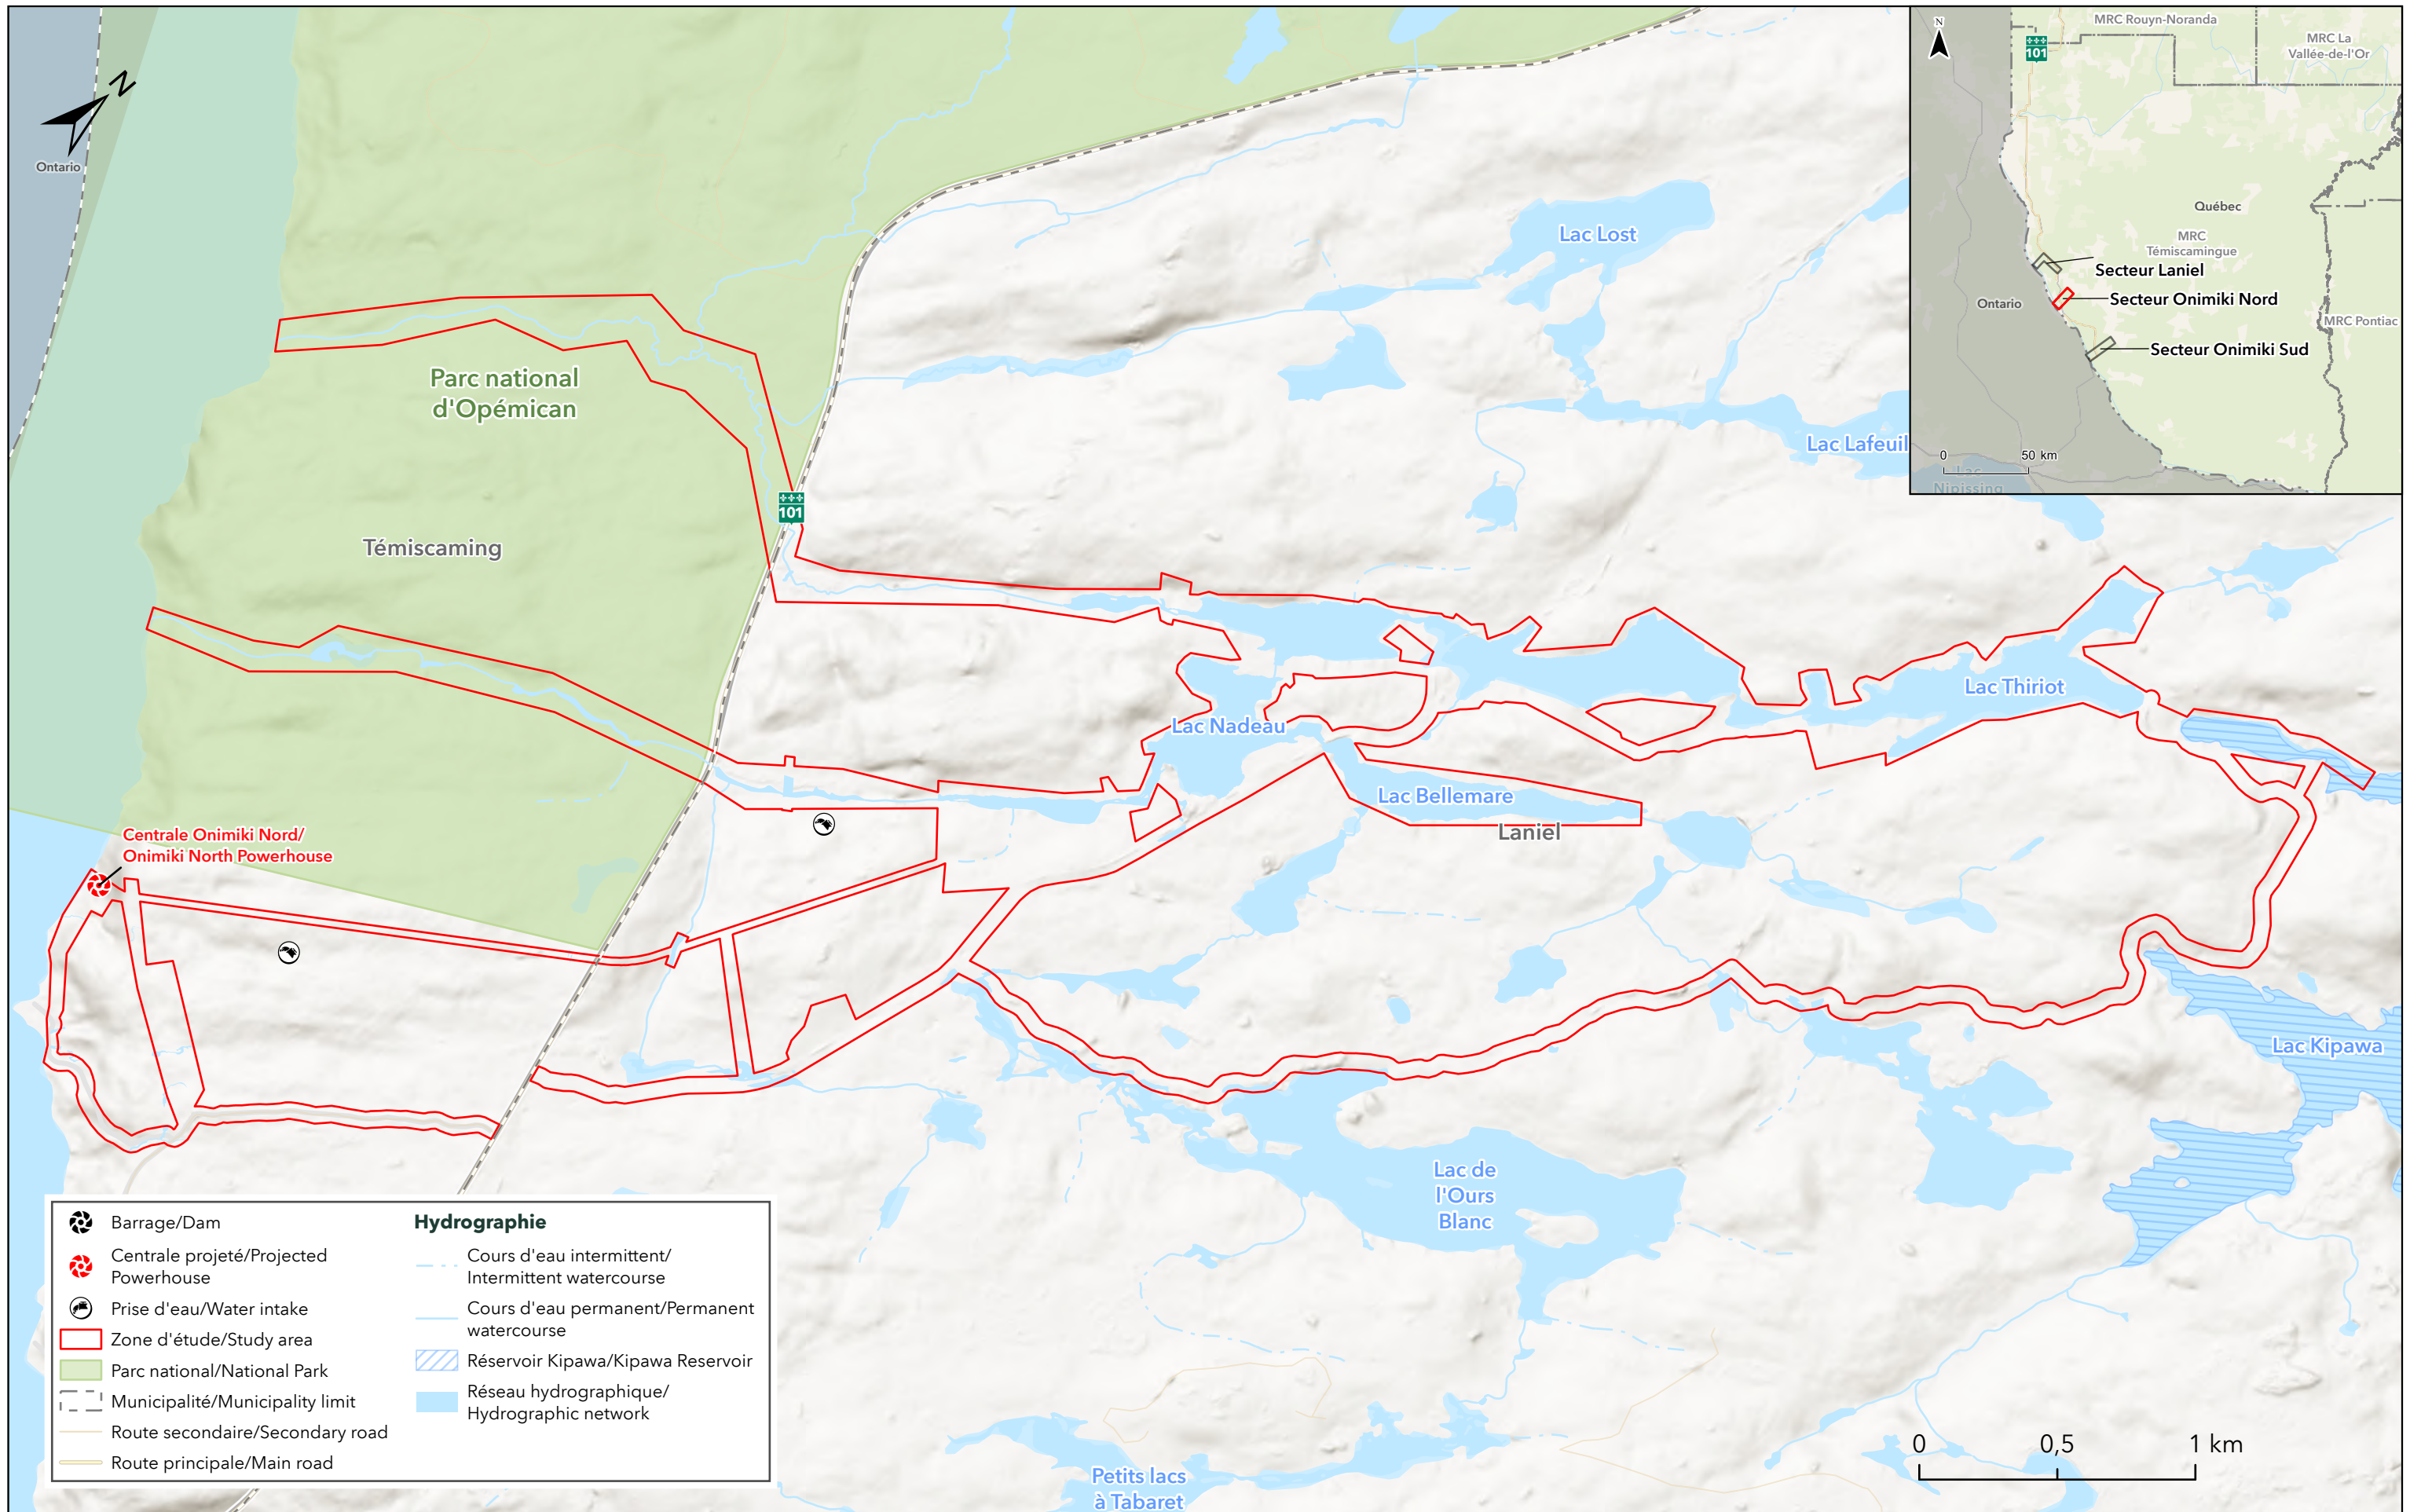 N
Ontario
Parc national
d'Opémican
Témiscaming
101
Lac Lost
Lac Lafeuil
Lac Thiriot
Lac Nadeau
Lac Bellemare
Laniel
Centrale Onimiki Nord/
Onimiki North Powerhouse
Lac Kipawa
Lac de
l'Ours
Blanc
Petits lacs
à Tabaret
N
101
MRC Rouyn-Noranda
MRC La
Vallée-de-l'Or
Québec
MRC
Témiscamingue
Secteur Laniel
Secteur Onimiki Nord
Ontario
MRC Pontiac
Secteur Onimiki Sud
0 50 km
Lac
Nipissing
Barrage/Dam
Centrale projeté/Projected
Powerhouse
Prise d'eau/Water intake
Zone d'étude/Study area
Parc national/National Park
Municipalité/Municipality limit
Route secondaire/Secondary road
Route principale/Main road
Hydrographie
Cours d'eau intermittent/
Intermittent watercourse
Cours d'eau permanent/Permanent
watercourse
Réservoir Kipawa/Kipawa Reservoir
Réseau hydrographique/
Hydrographic network
0 0,5 1 km